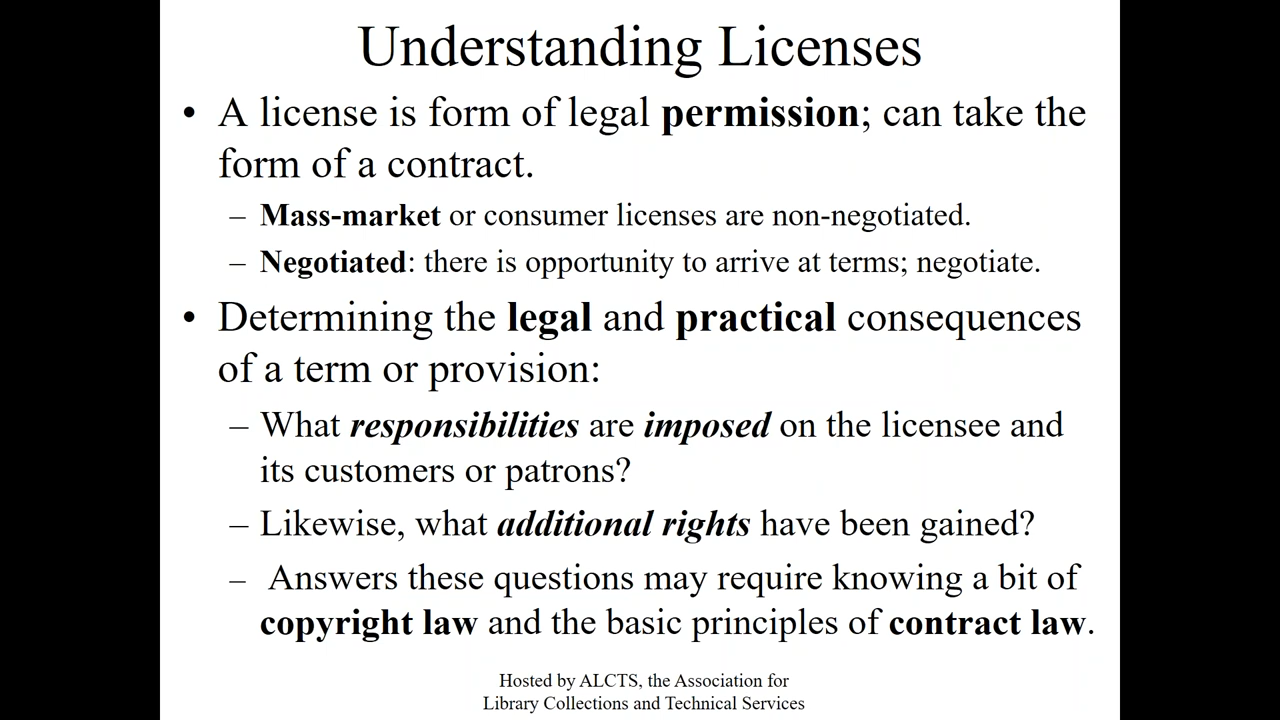 Understanding Licenses
• A license is form of legal permission; can take the
form of a contract.
– Mass-market or consumer licenses are non-negotiated.
– Negotiated: there is opportunity to arrive at terms; negotiate.
• Determining the legal and practical consequences
of a term or provision:
– What responsibilities are imposed on the licensee and
its customers or patrons?
– Likewise, what additional rights have been gained?
– Answers these questions may require knowing a bit of
copyright law and the basic principles of contract law.
Hosted by ALCTS, the Association for
Library Collections and Technical Services